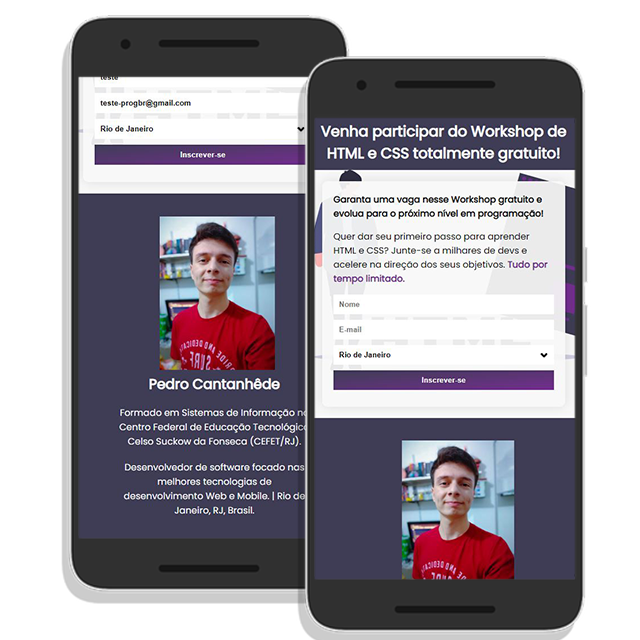 teste
teste-progbr@gmail.com
Rio de Janeiro
Inscrever-se
Pedro Cantanhêde
Formado em Sistemas de Informação no
Centro Federal de Educação Tecnológica
Celso Suckow da Fonseca (CEFET/RJ).
Desenvolvedor de software focado nas
melhores tecnologias de
desenvolvimento Web e Mobile. | Rio de
Janeiro, RJ, Brasil.
Venha participar do Workshop de
HTML e CSS totalmente gratuito!
Garanta uma vaga nesse Workshop gratuito e
evolua para o próximo nível em programação!
Quer dar seu primeiro passo para aprender
HTML e CSS? Junte-se a milhares de devs e
acelere na direção dos seus objetivos. Tudo por
tempo limitado.
Nome
E-mail
Rio de Janeiro
Inscrever-se